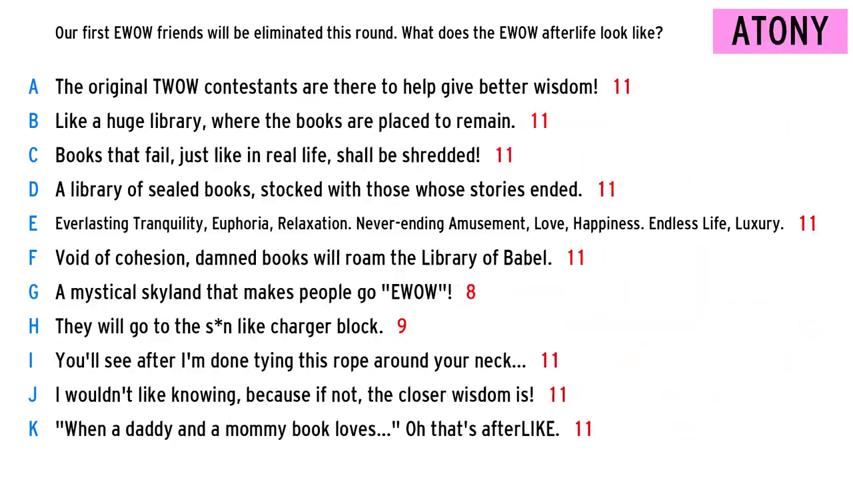 Our first EWOW friends will be eliminated this round. What does the EWOW afterlife look like?
ATONY
A The original TWOW contestants are there to help give better wisdom! 11
B Like a huge library, where the books are placed to remain. 11
C Books that fail, just like in real life, shall be shredded! 11
D A library of sealed books, stocked with those whose stories ended. 11
E Everlasting Tranquility, Euphoria, Relaxation. Never-ending Amusement, Love, Happiness. Endless Life, Luxury. 11
F Void of cohesion, damned books will roam the Library of Babel. 11
G A mystical skyland that makes people go "EWOW"! 8
H They will go to the s*n like charger block. 9
I You'll see after I'm done tying this rope around your neck... 11
J I wouldn't like knowing, because if not, the closer wisdom is! 11
K "When a daddy and a mommy book loves..." Oh that's afterLIKE. 11